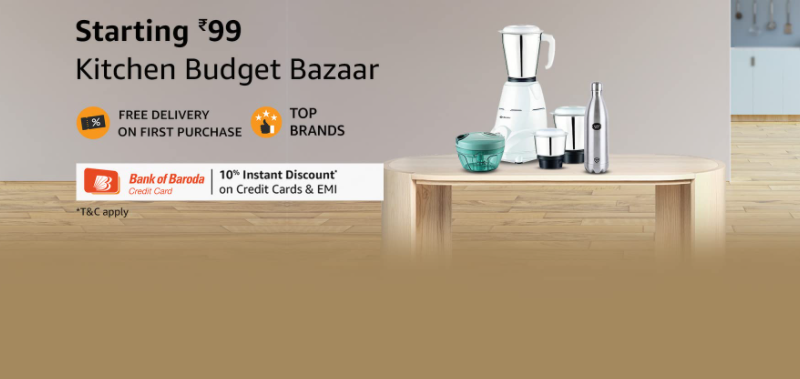 Starting ₹99
Kitchen Budget Bazaar
FREE DELIVERY
ON FIRST PURCHASE
TOP
BRANDS
Bank of Baroda
Credit Card
10% Instant Discount*
on Credit Cards & EMI
*T&C apply